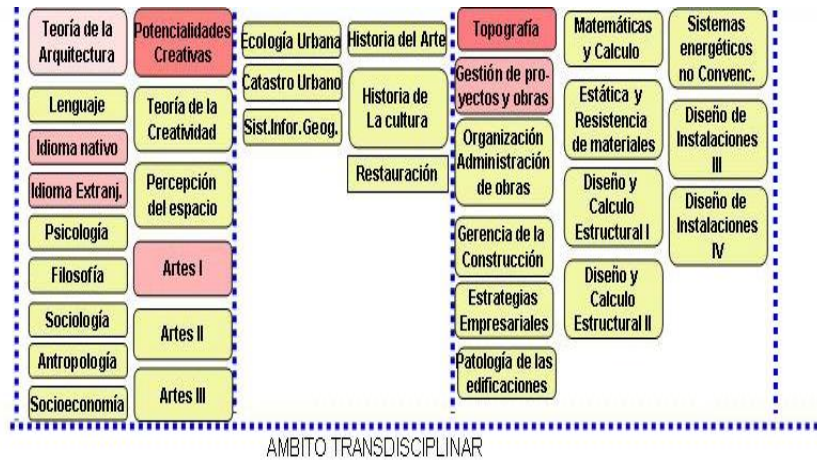 Teoría de la
Arquitectura
Lenguaje
Idioma nativo
Idioma Extranj.
Psicología
Filosofía
Sociología
Antropología
Socioeconomía
Potencialidades
Creativas
Teoría de la
Creatividad
Percepción
del espacio
Artes I
Artes II
Artes III
Ecología Urbana
Catastro Urbano
Sist.Infor.Geog.
Historia del Arte
Historia de
La cultura
Restauración
Topografía
Gestión de pro-
yectos y obras
Organización
Administración
de obras
Gerencia de la
Construcción
Estrategias
Empresariales
Patología de las
edificaciones
Matemáticas
y Calculo
Estática y
Resistencia
de materiales
Diseño y
Calculo
Estructural I
Diseño y
Calculo
Estructural II
Sistemas
energéticos
no Convenc.
Diseño de
Instalaciones
III
Diseño de
Instalaciones
IV
AMBITO TRANSDISCIPLINAR